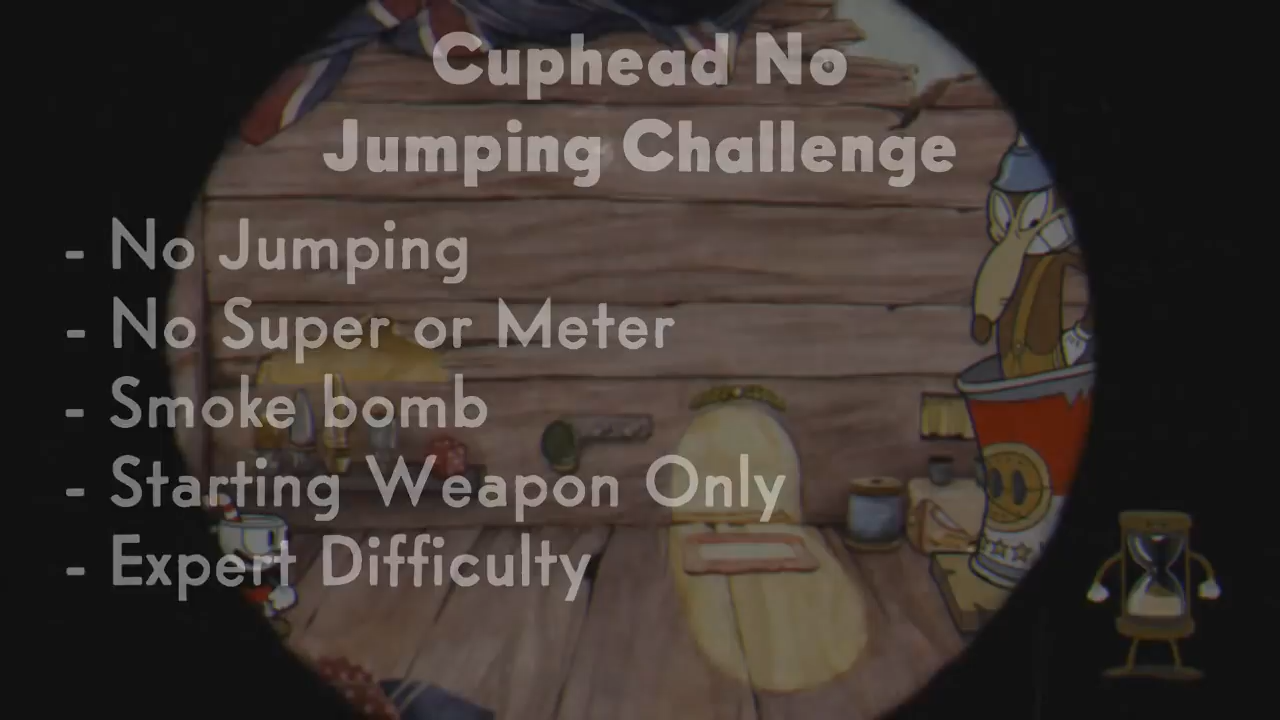 Cuphead No
Jumping Challenge
- No Jumping
- No Super or Meter
- Smoke bomb
- Starting Weapon Only
- Expert Difficulty